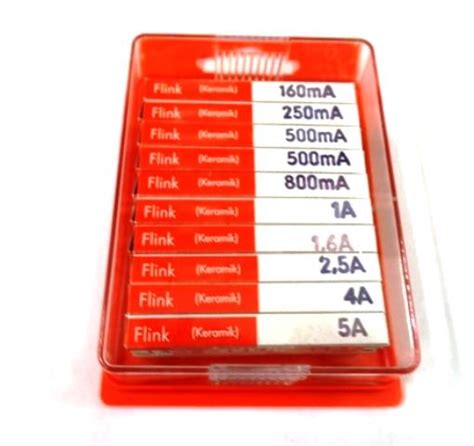 Flink (Keramik) 160mA
Flink (Keramik) 250mA
Flink (Keramik) 500mA
Flink (Keramik) 500mA
Flink (Keramik) 800mA
Flink (Keramik) 1A
Flink (Keramik) 1,6A
Flink (Keramik) 2,5A
Flink (Keramik) 4A
Flink (Keramik) 5A